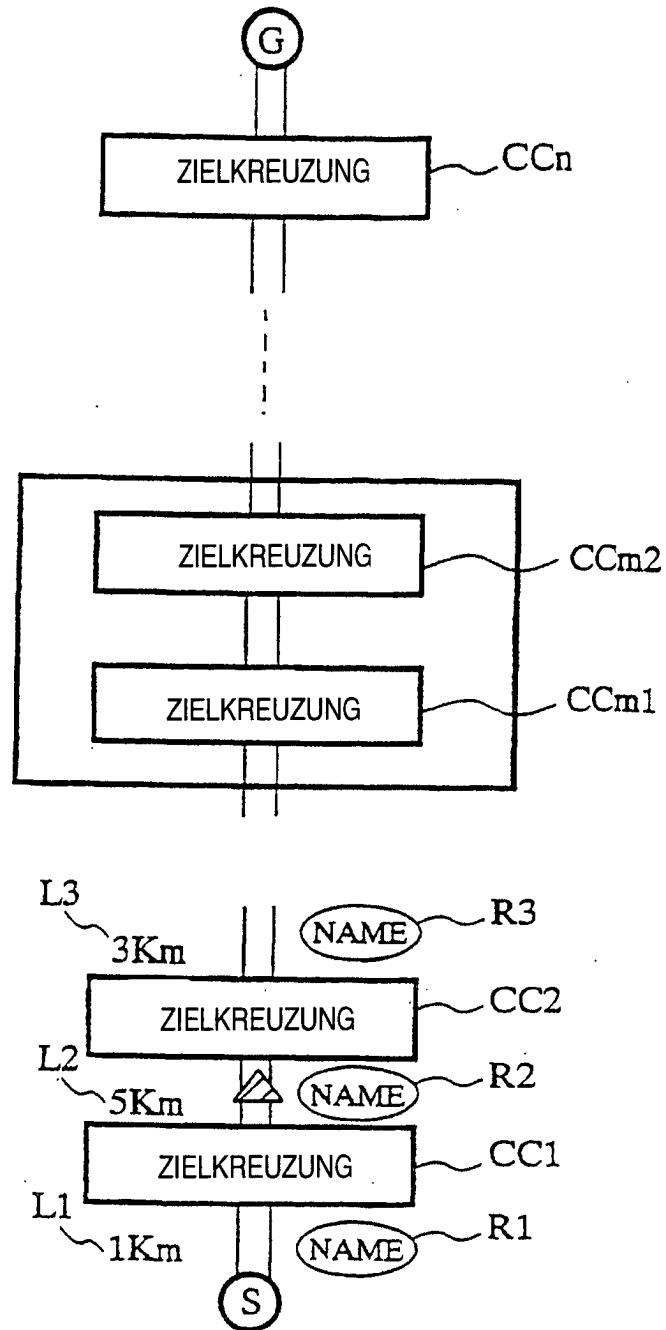 G
ZIELKREUZUNG CCn
ZIELKREUZUNG CCm2
ZIELKREUZUNG CCm1
L3
3Km NAME R3
ZIELKREUZUNG CC2
L2
5Km NAME R2
ZIELKREUZUNG CC1
L1
1Km NAME R1
S